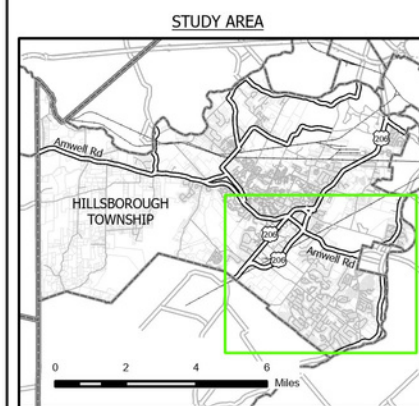 STUDY AREA
Amwell Rd
206
HILLSBOROUGH
TOWNSHIP
206
Amwell Rd
206
0 2 4 6
Miles